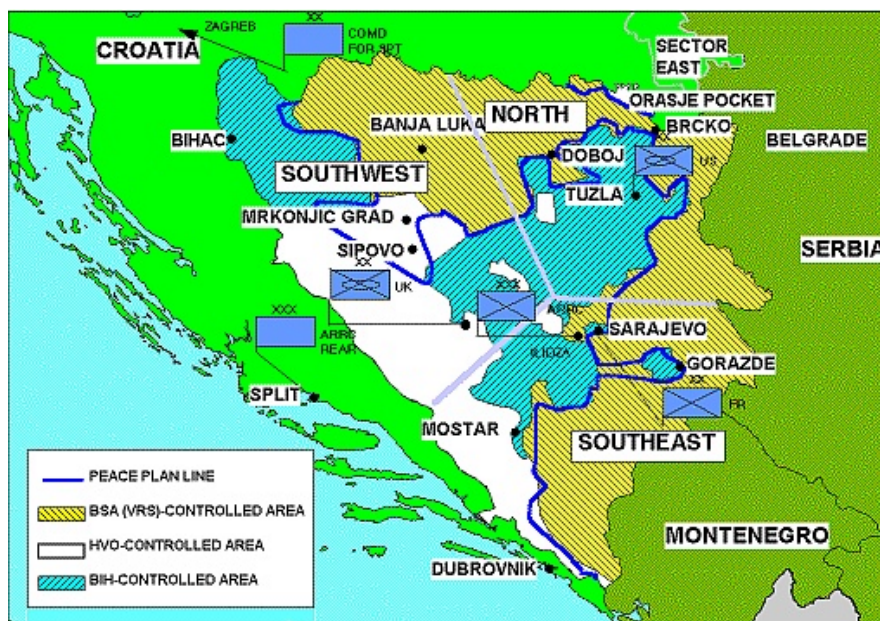 XX
ZAGREB
COMD
FOR SPT
CROATIA
SECTOR
EAST
ORASJE POCKET
NORTH
BANJA LUKA
BRCKO
BELGRADE
BIHAC
DOBOJ
XX
US
SOUTHWEST
TUZLA
MRKONJIC GRAD
SIPOVO
SERBIA
XX
UK
XXX
ARRC
XXX
ARRC
REAR
SARAJEVO
ILIDZA
GORAZDE
XX
FR
SPLIT
MOSTAR
SOUTHEAST
PEACE PLAN LINE
BSA (VRS)-CONTROLLED AREA
HVO-CONTROLLED AREA
BIH-CONTROLLED AREA
MONTENEGRO
DUBROVNIK